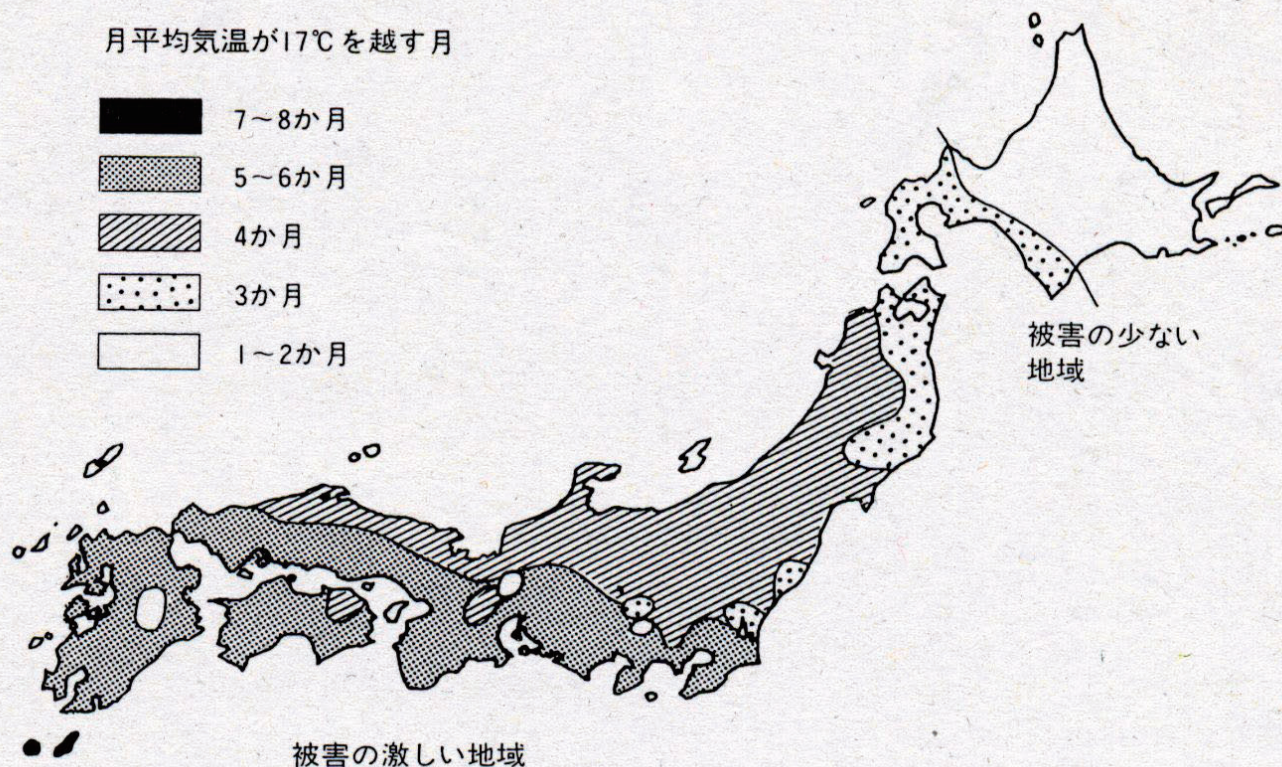 月平均気温が17℃を越す月
7～8か月
5～6か月
4か月
3か月
1～2か月
被害の少ない
地域
被害の激しい地域